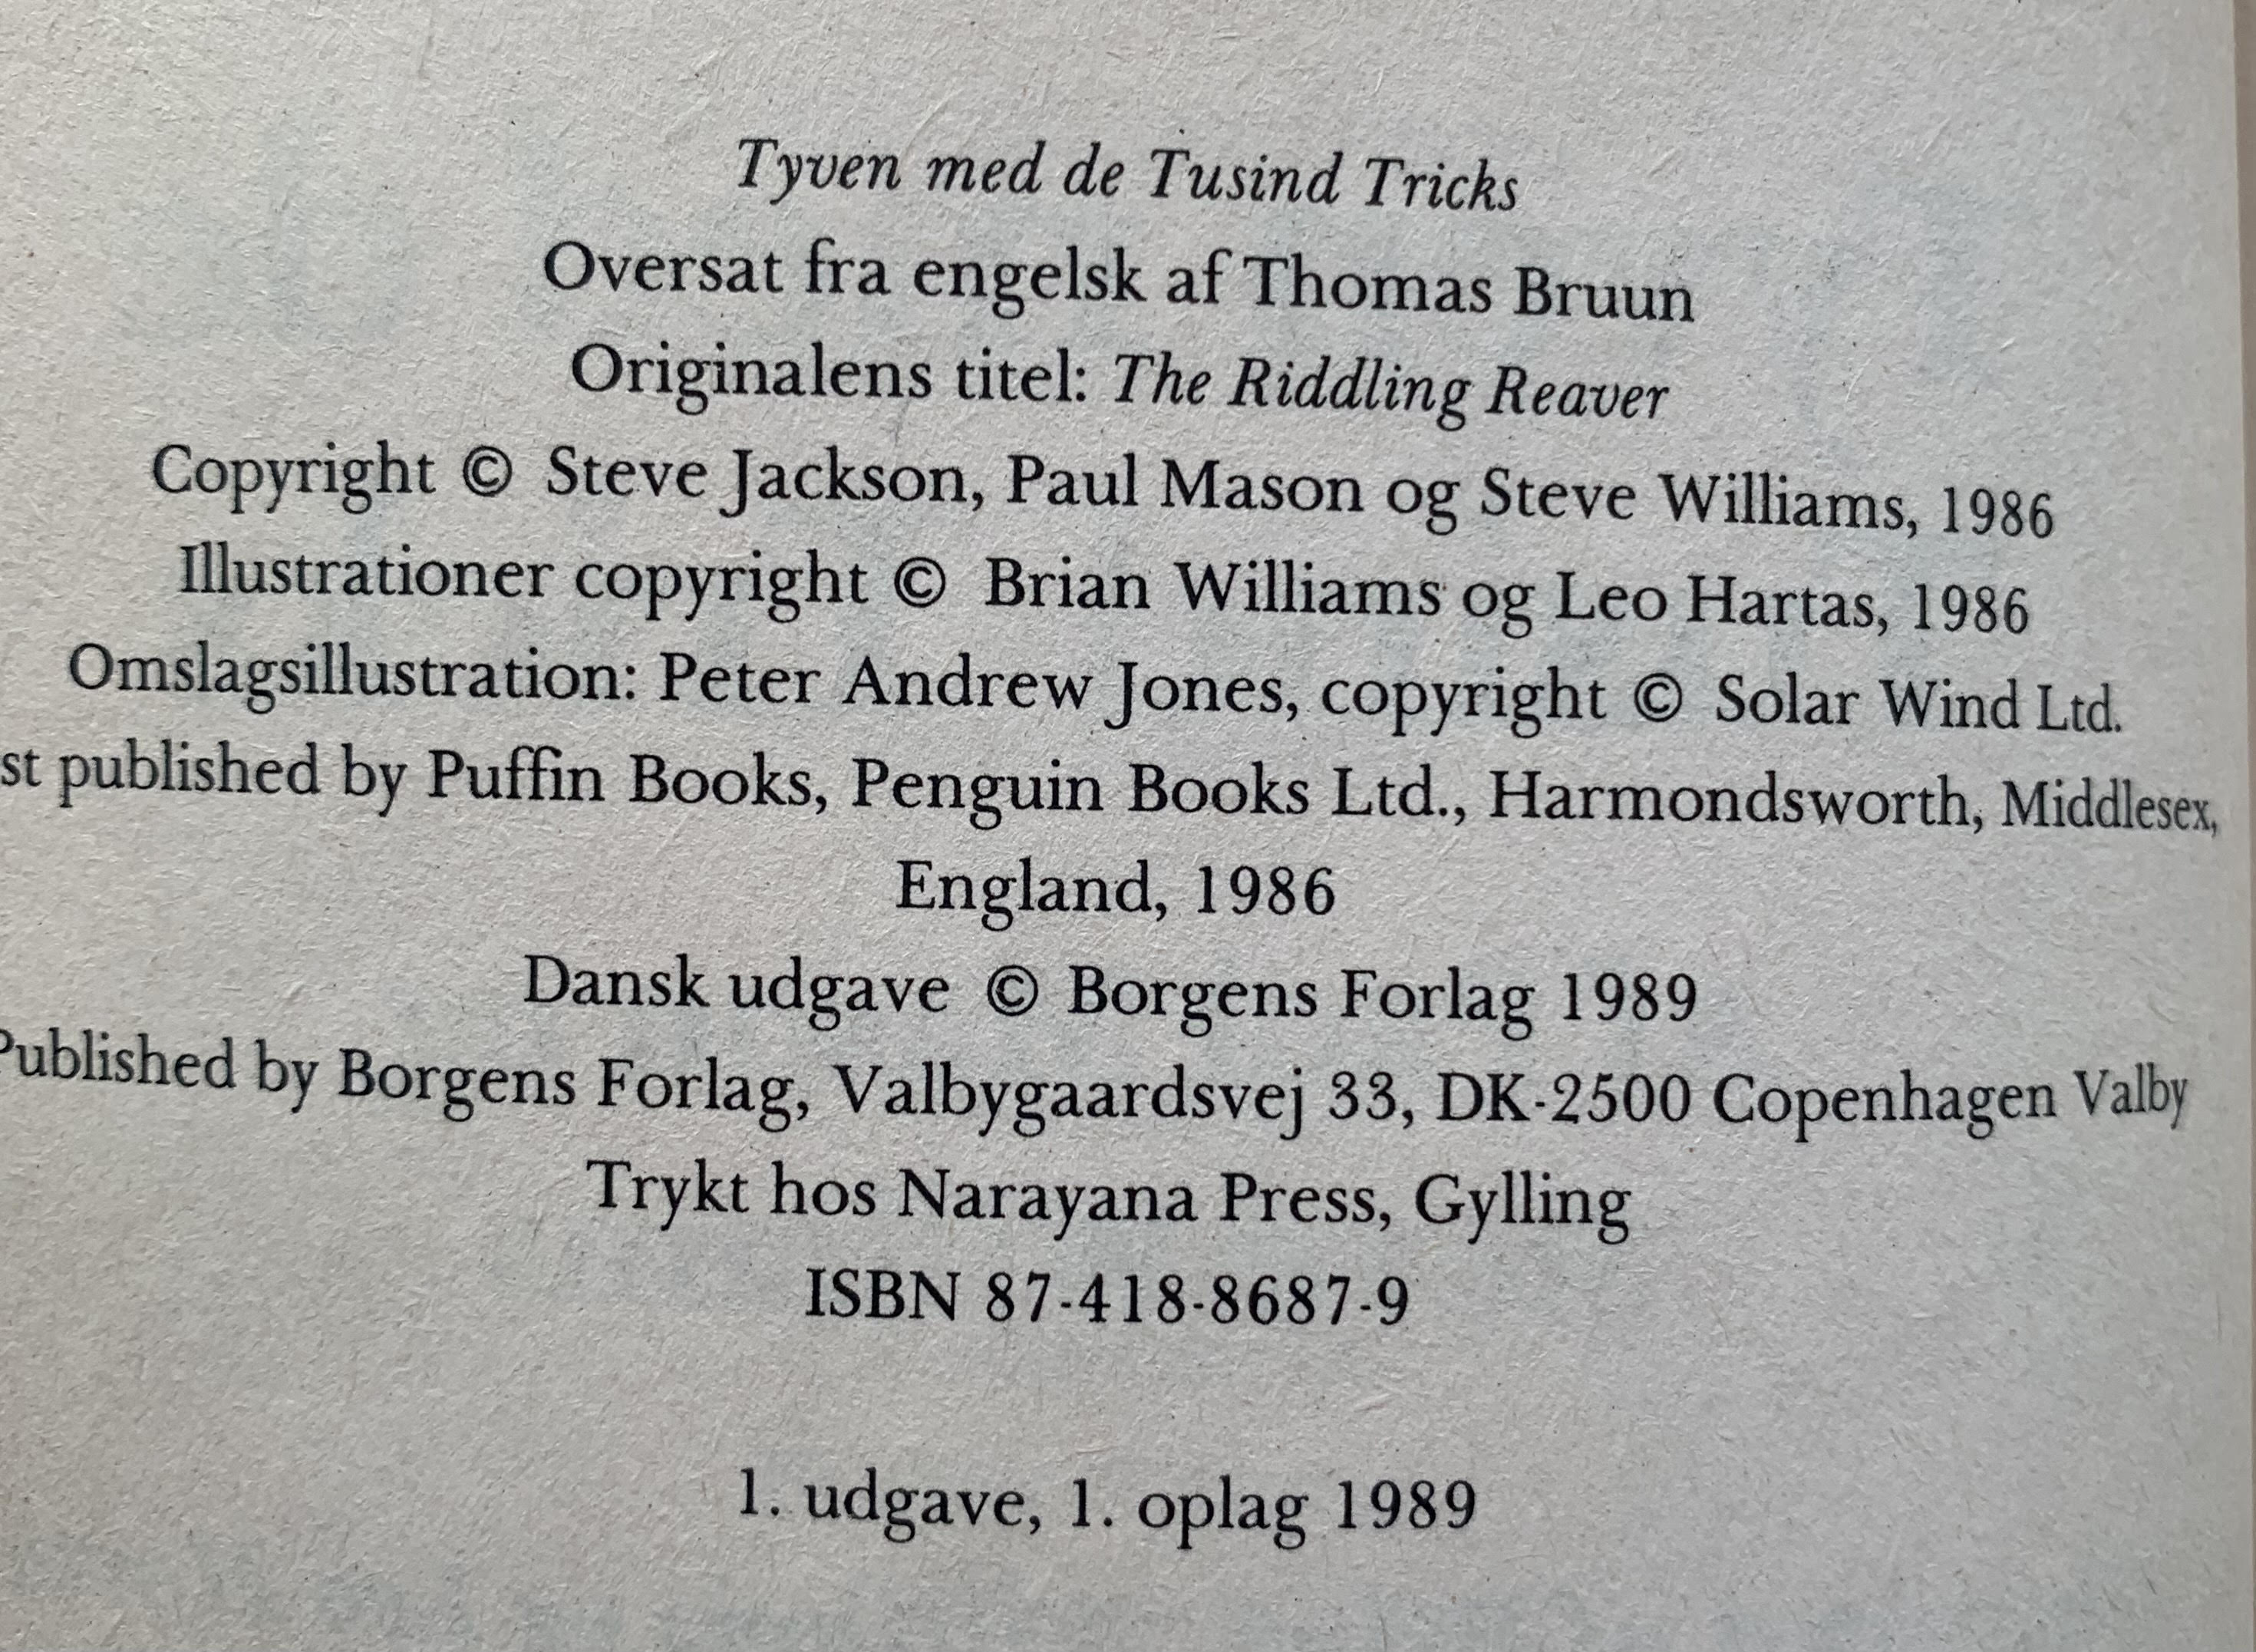 Tyven med de Tusind Tricks
Oversat fra engelsk af Thomas Bruun
Originalens titel: The Riddling Reaver
Copyright © Steve Jackson, Paul Mason og Steve Williams, 1986
Illustrationer copyright © Brian Williams og Leo Hartas, 1986
Omslagsillustration: Peter Andrew Jones, copyright © Solar Wind Ltd.
st published by Puffin Books, Penguin Books Ltd., Harmondsworth, Middlesex,
England, 1986
Dansk udgave © Borgens Forlag 1989
Published by Borgens Forlag, Valbygaardsvej 33, DK-2500 Copenhagen Valby
Trykt hos Narayana Press, Gylling
ISBN 87-418-8687-9
1. udgave, 1. oplag 1989